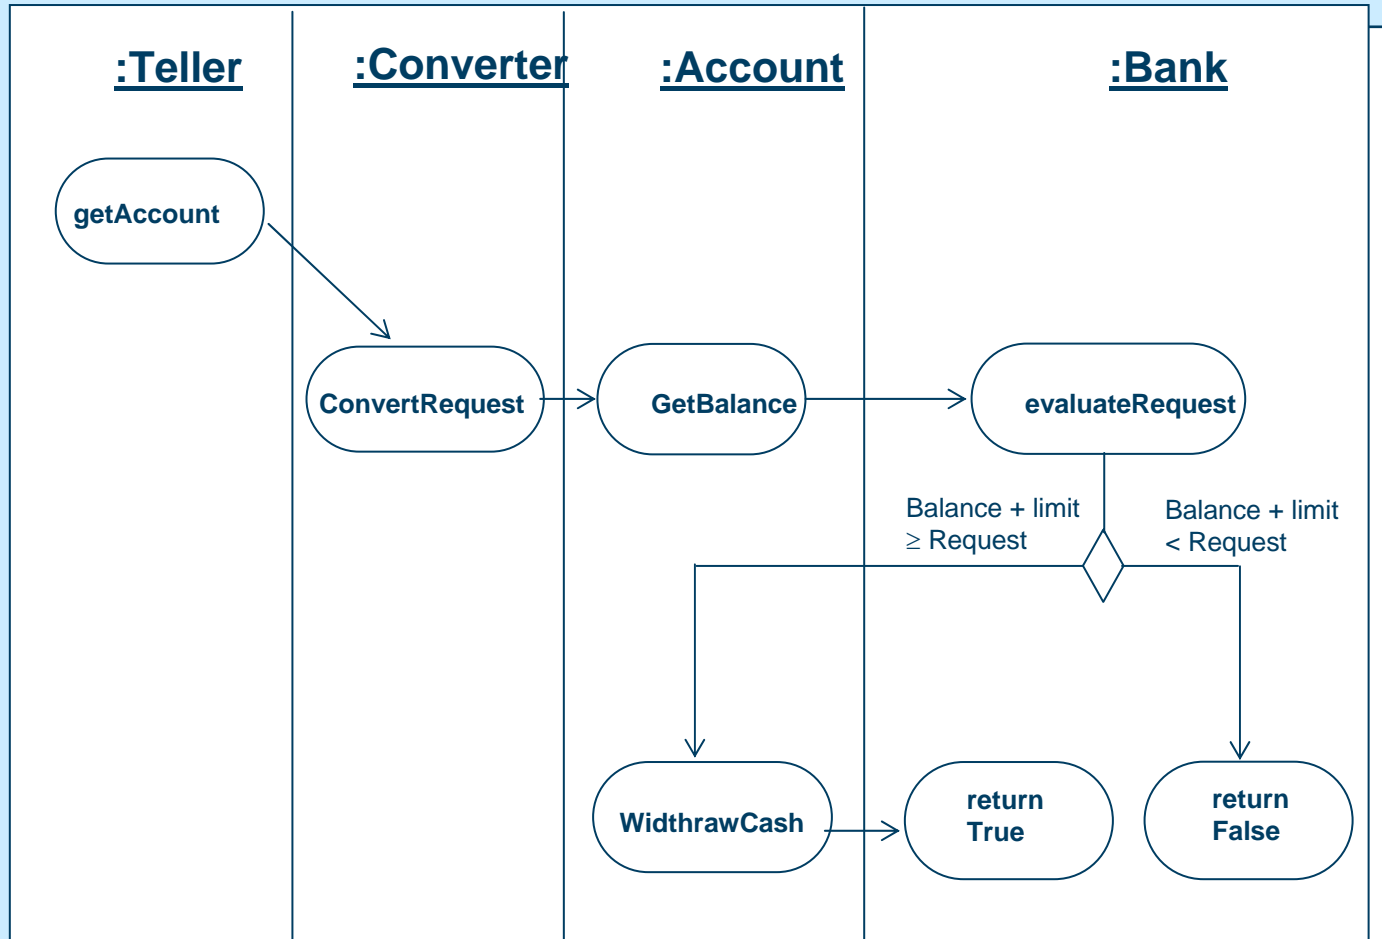 :Teller
:Converter
:Account
:Bank
getAccount
ConvertRequest
GetBalance
evaluateRequest
Balance + limit
≥ Request
Balance + limit
< Request
WidthrawCash
return
True
return
False